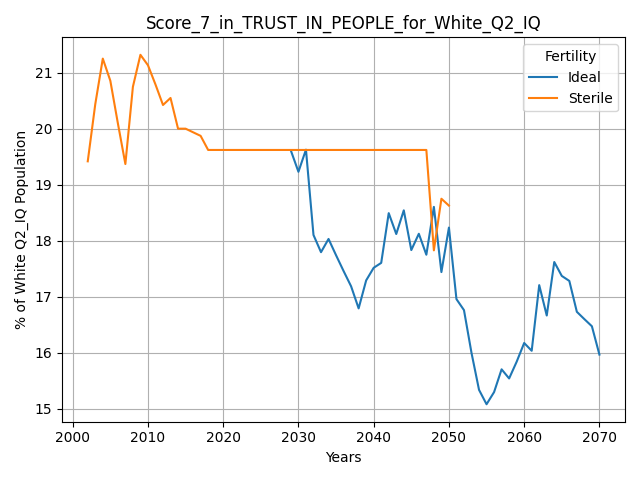 Score_7_in_TRUST_IN_PEOPLE_for_White_Q2_IQ
Fertility
Ideal
Sterile
% of White Q2_IQ Population
21
20
19
18
17
16
15
2000 2010 2020 2030 2040 2050 2060 2070
Years